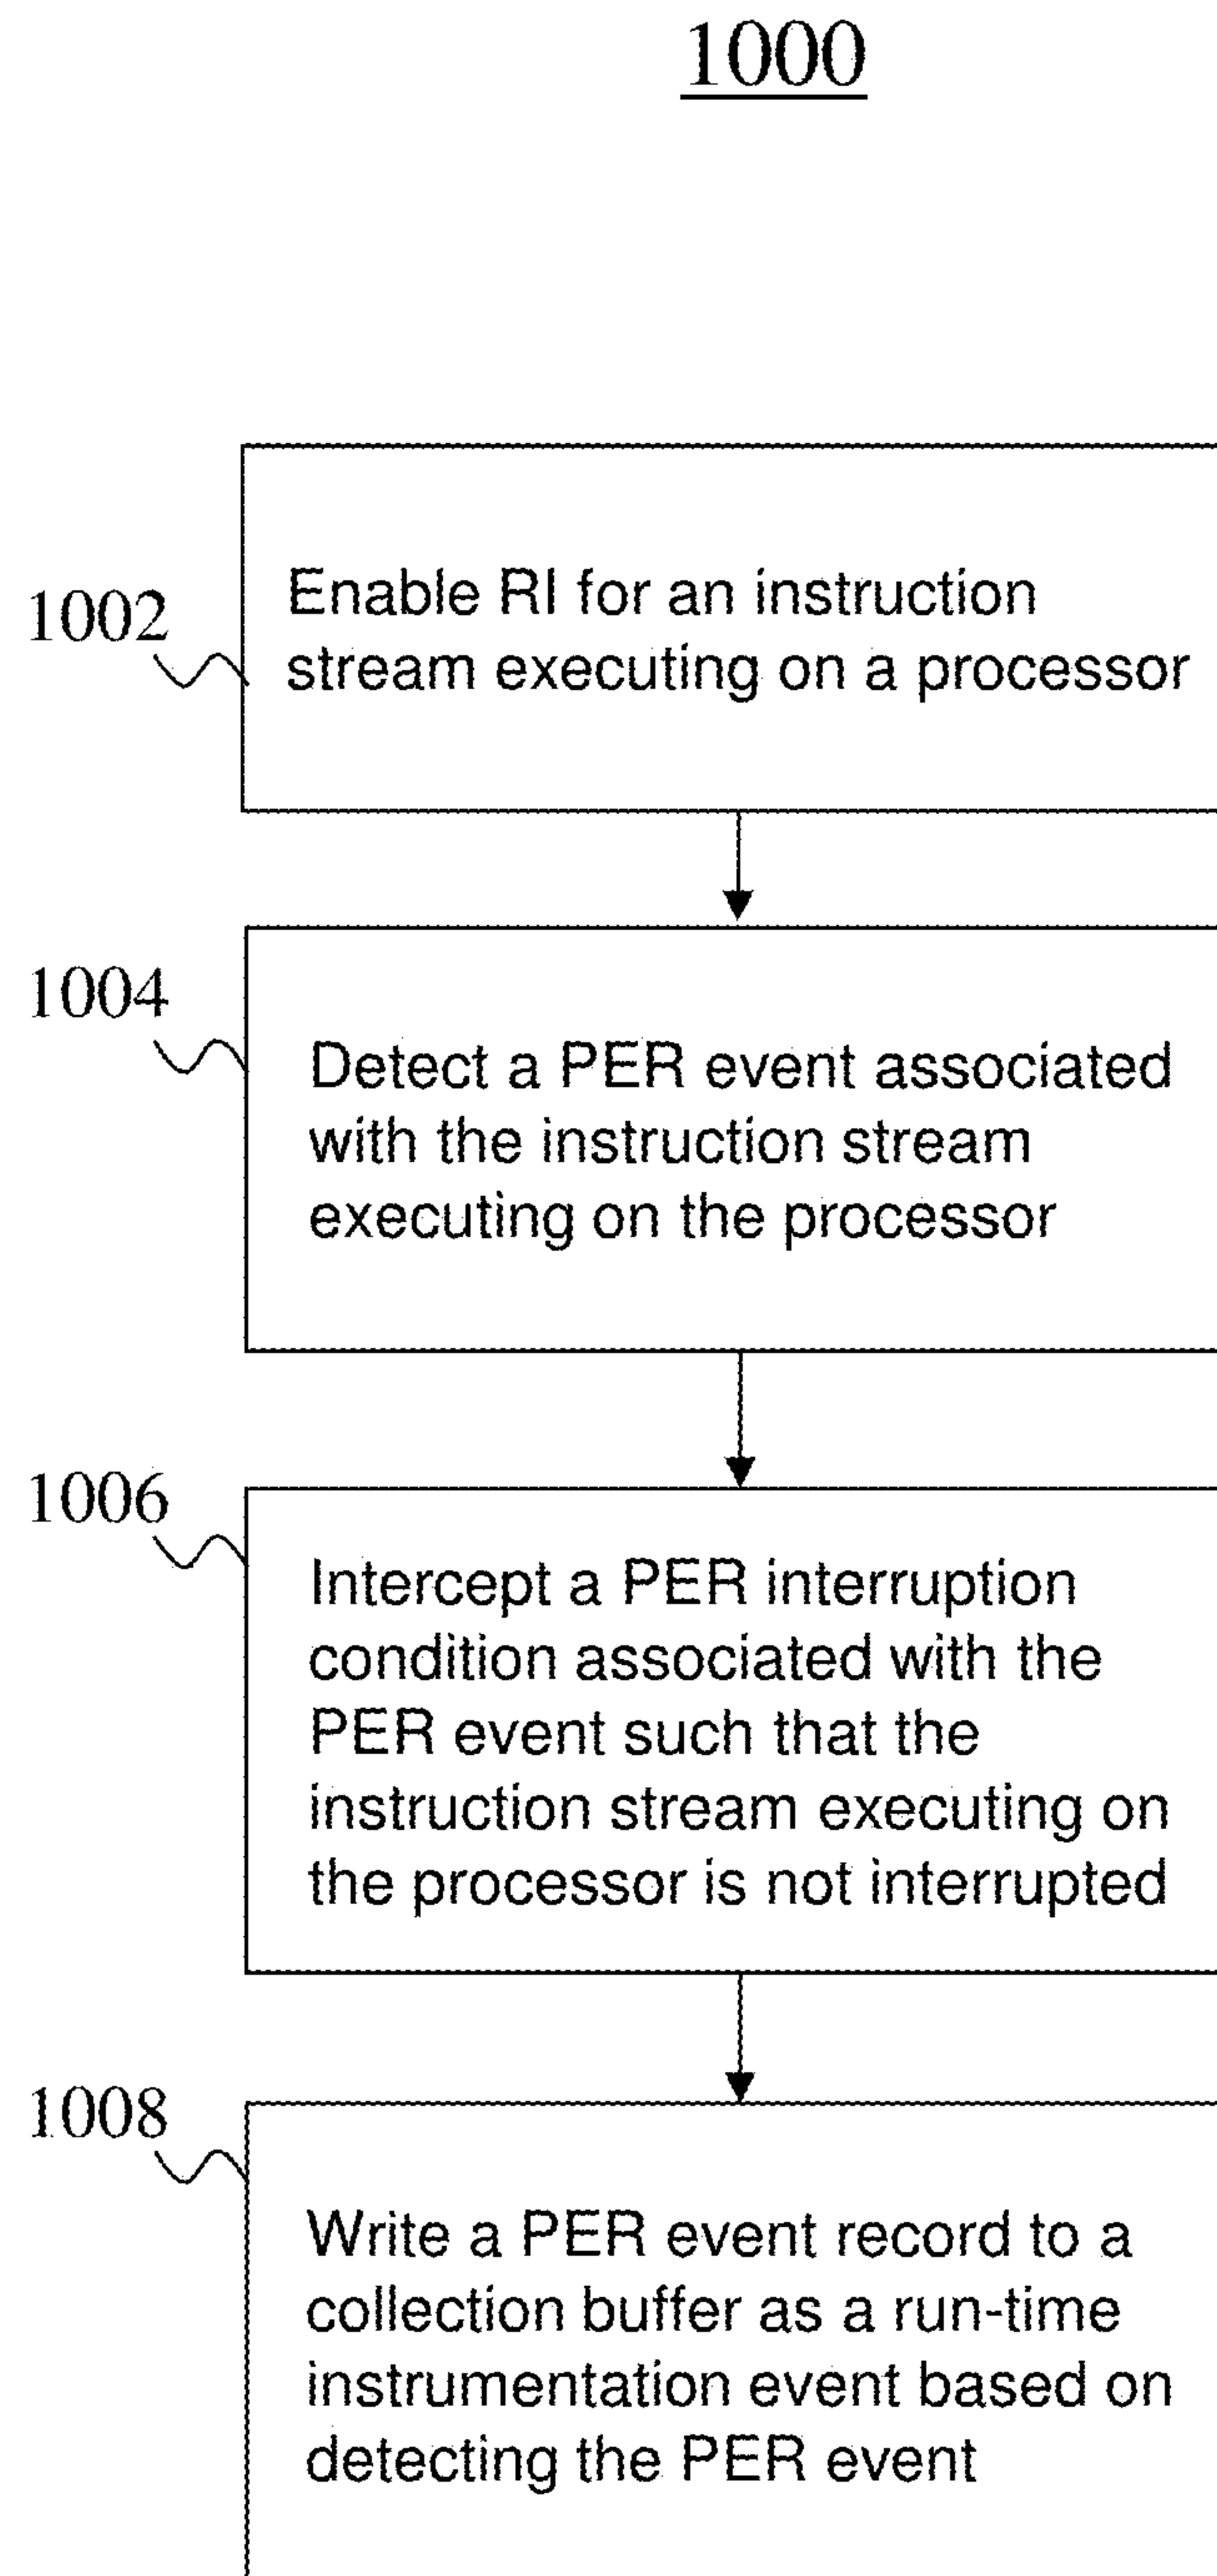 1000
1002
Enable RI for an instruction
stream executing on a processor
1004
Detect a PER event associated
with the instruction stream
executing on the processor
1006
Intercept a PER interruption
condition associated with the
PER event such that the
instruction stream executing on
the processor is not interrupted
1008
Write a PER event record to a
collection buffer as a run-time
instrumentation event based on
detecting the PER event